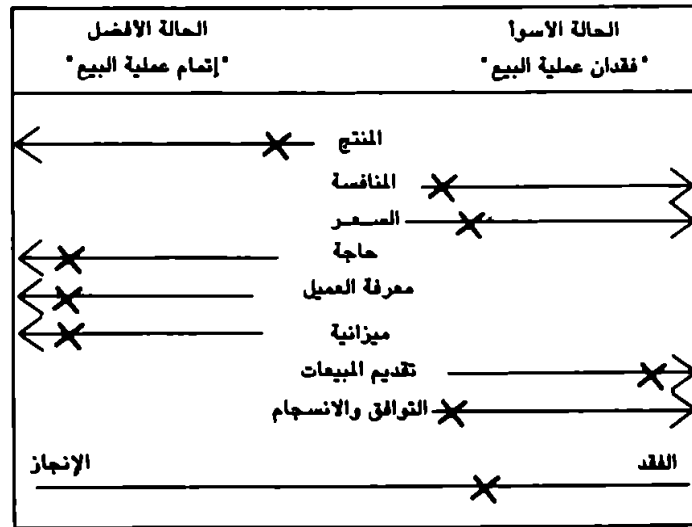 الحالة الأسوأ
"فقدان عملية البيع"
الحالة الأفضل
"إتمام عملية البيع"
المنتج
المنافسة
السعـر
حاجة
معرفة العميل
ميزانية
تقديم المبيعات
التوافق والانسجام
الفقد
الإنجاز